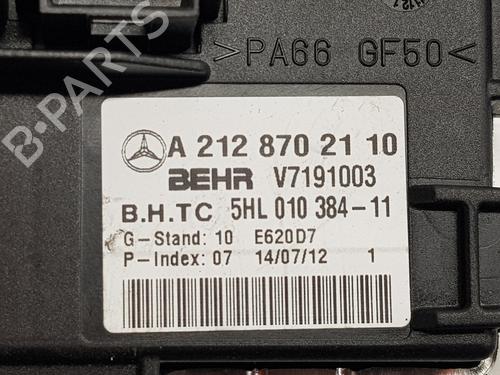 >PA66 GF50<
B-PARTS
A 212 870 21 10
BEHR V7191003
B.H.TC 5HL 010 384-11
G-Stand: 10 E620D7
P-Index: 07 14/07/12 1